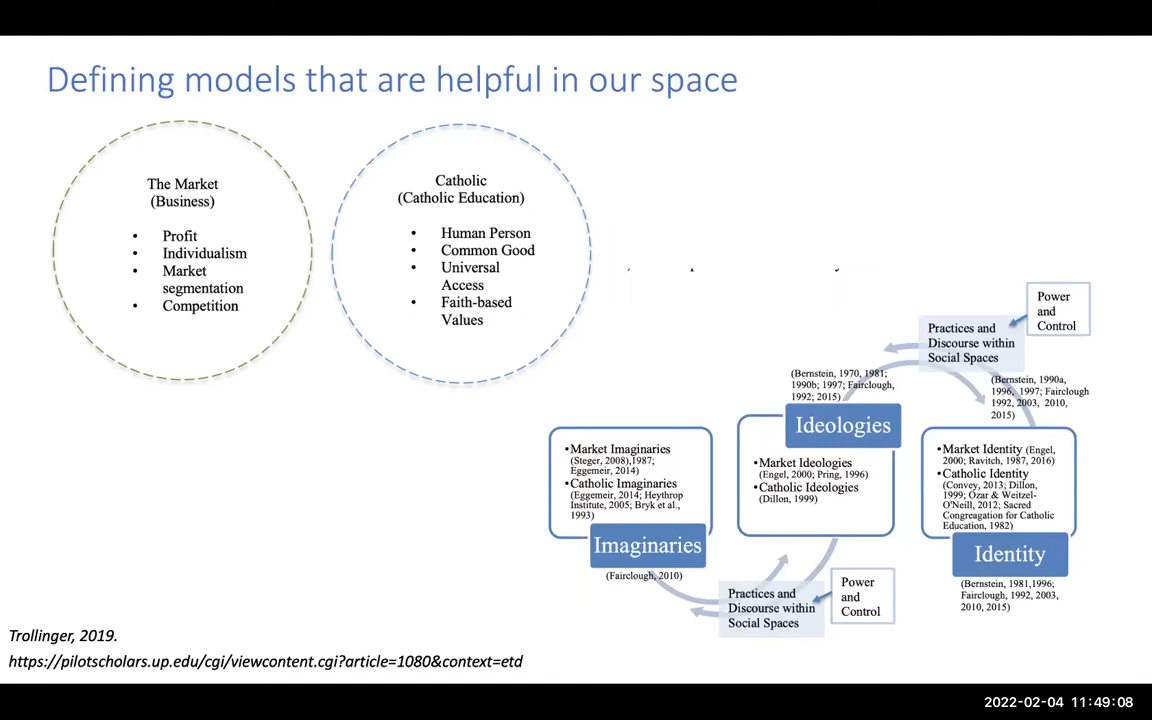 Defining models that are helpful in our space
The Market
(Business)
• Profit
• Individualism
• Market
segmentation
• Competition
Catholic
(Catholic Education)
• Human Person
• Common Good
• Universal
Access
• Faith-based
Values
Power
and
Control
Practices and
Discourse within
Social Spaces
(Bernstein, 1970, 1981;
1990b; 1997; Fairclough,
1992; 2015)
(Bernstein, 1990a,
1996, 1997; Fairclough
1992, 2003, 2010,
2015)
•Market Imaginaries
(Steger, 2008),1987;
Eggemeir, 2014)
•Catholic Imaginaries
(Eggemeir, 2014; Heythrop
Institute, 2005; Bryk et al.,
1993)
Imaginaries
(Fairclough, 2010)
Ideologies
•Market Ideologies
(Engel, 2000; Pring, 1996)
•Catholic Ideologies
(Dillon, 1999)
•Market Identity (Engel,
2000; Ravitch, 1987, 2016)
•Catholic Identity
(Convey, 2013; Dillon,
1999; Ozar & Weitzel-
O'Neill, 2012; Sacred
Congreagation for Catholic
Education, 1982)
Identity
(Bernstein, 1981,1996;
Fairclough, 1992, 2003,
2010, 2015)
Practices and
Discourse within
Social Spaces
Power
and
Control
Trollinger, 2019.
https://pilotscholars.up.edu/cgi/viewcontent.cgi?article=1080&context=etd
2022-02-04 11:49:08